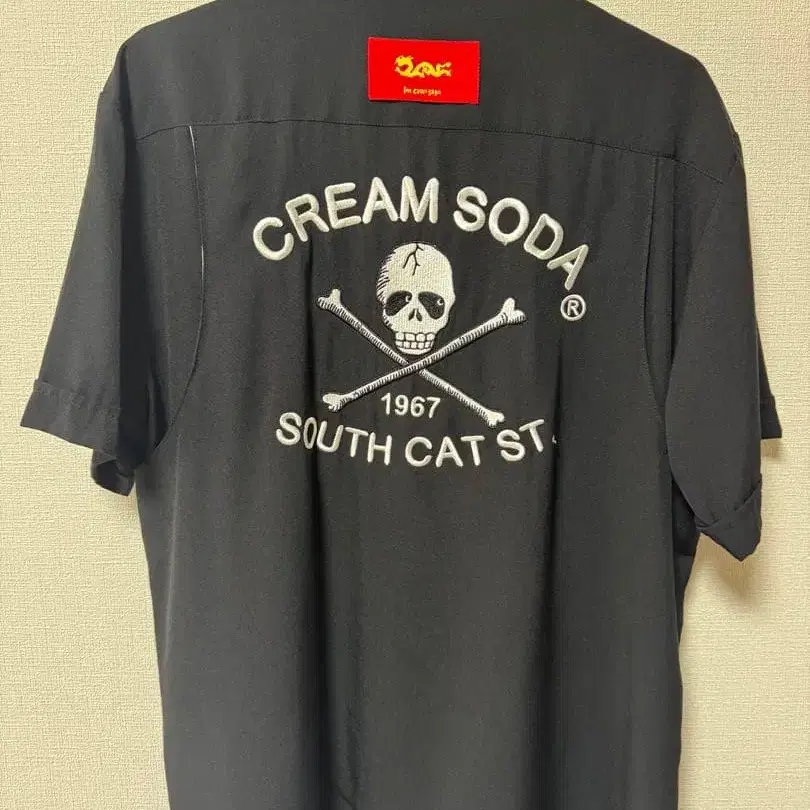 CREAM SODA
®
1967
SOUTH CAT ST.